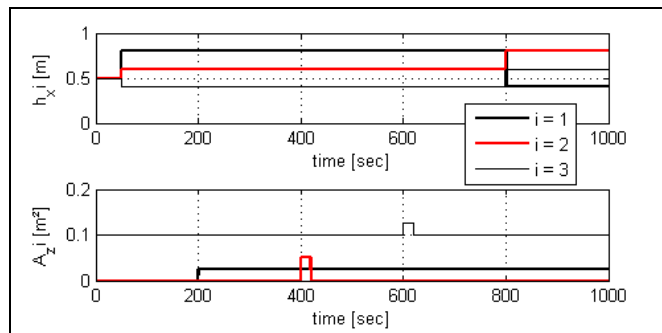 1
h_x i [m]
0.5
0
0 200 400 600 800 1000
time [sec]
i = 1
i = 2
i = 3
0.2
A_z i [m²]
0.1
0
0 200 400 600 800 1000
time [sec]